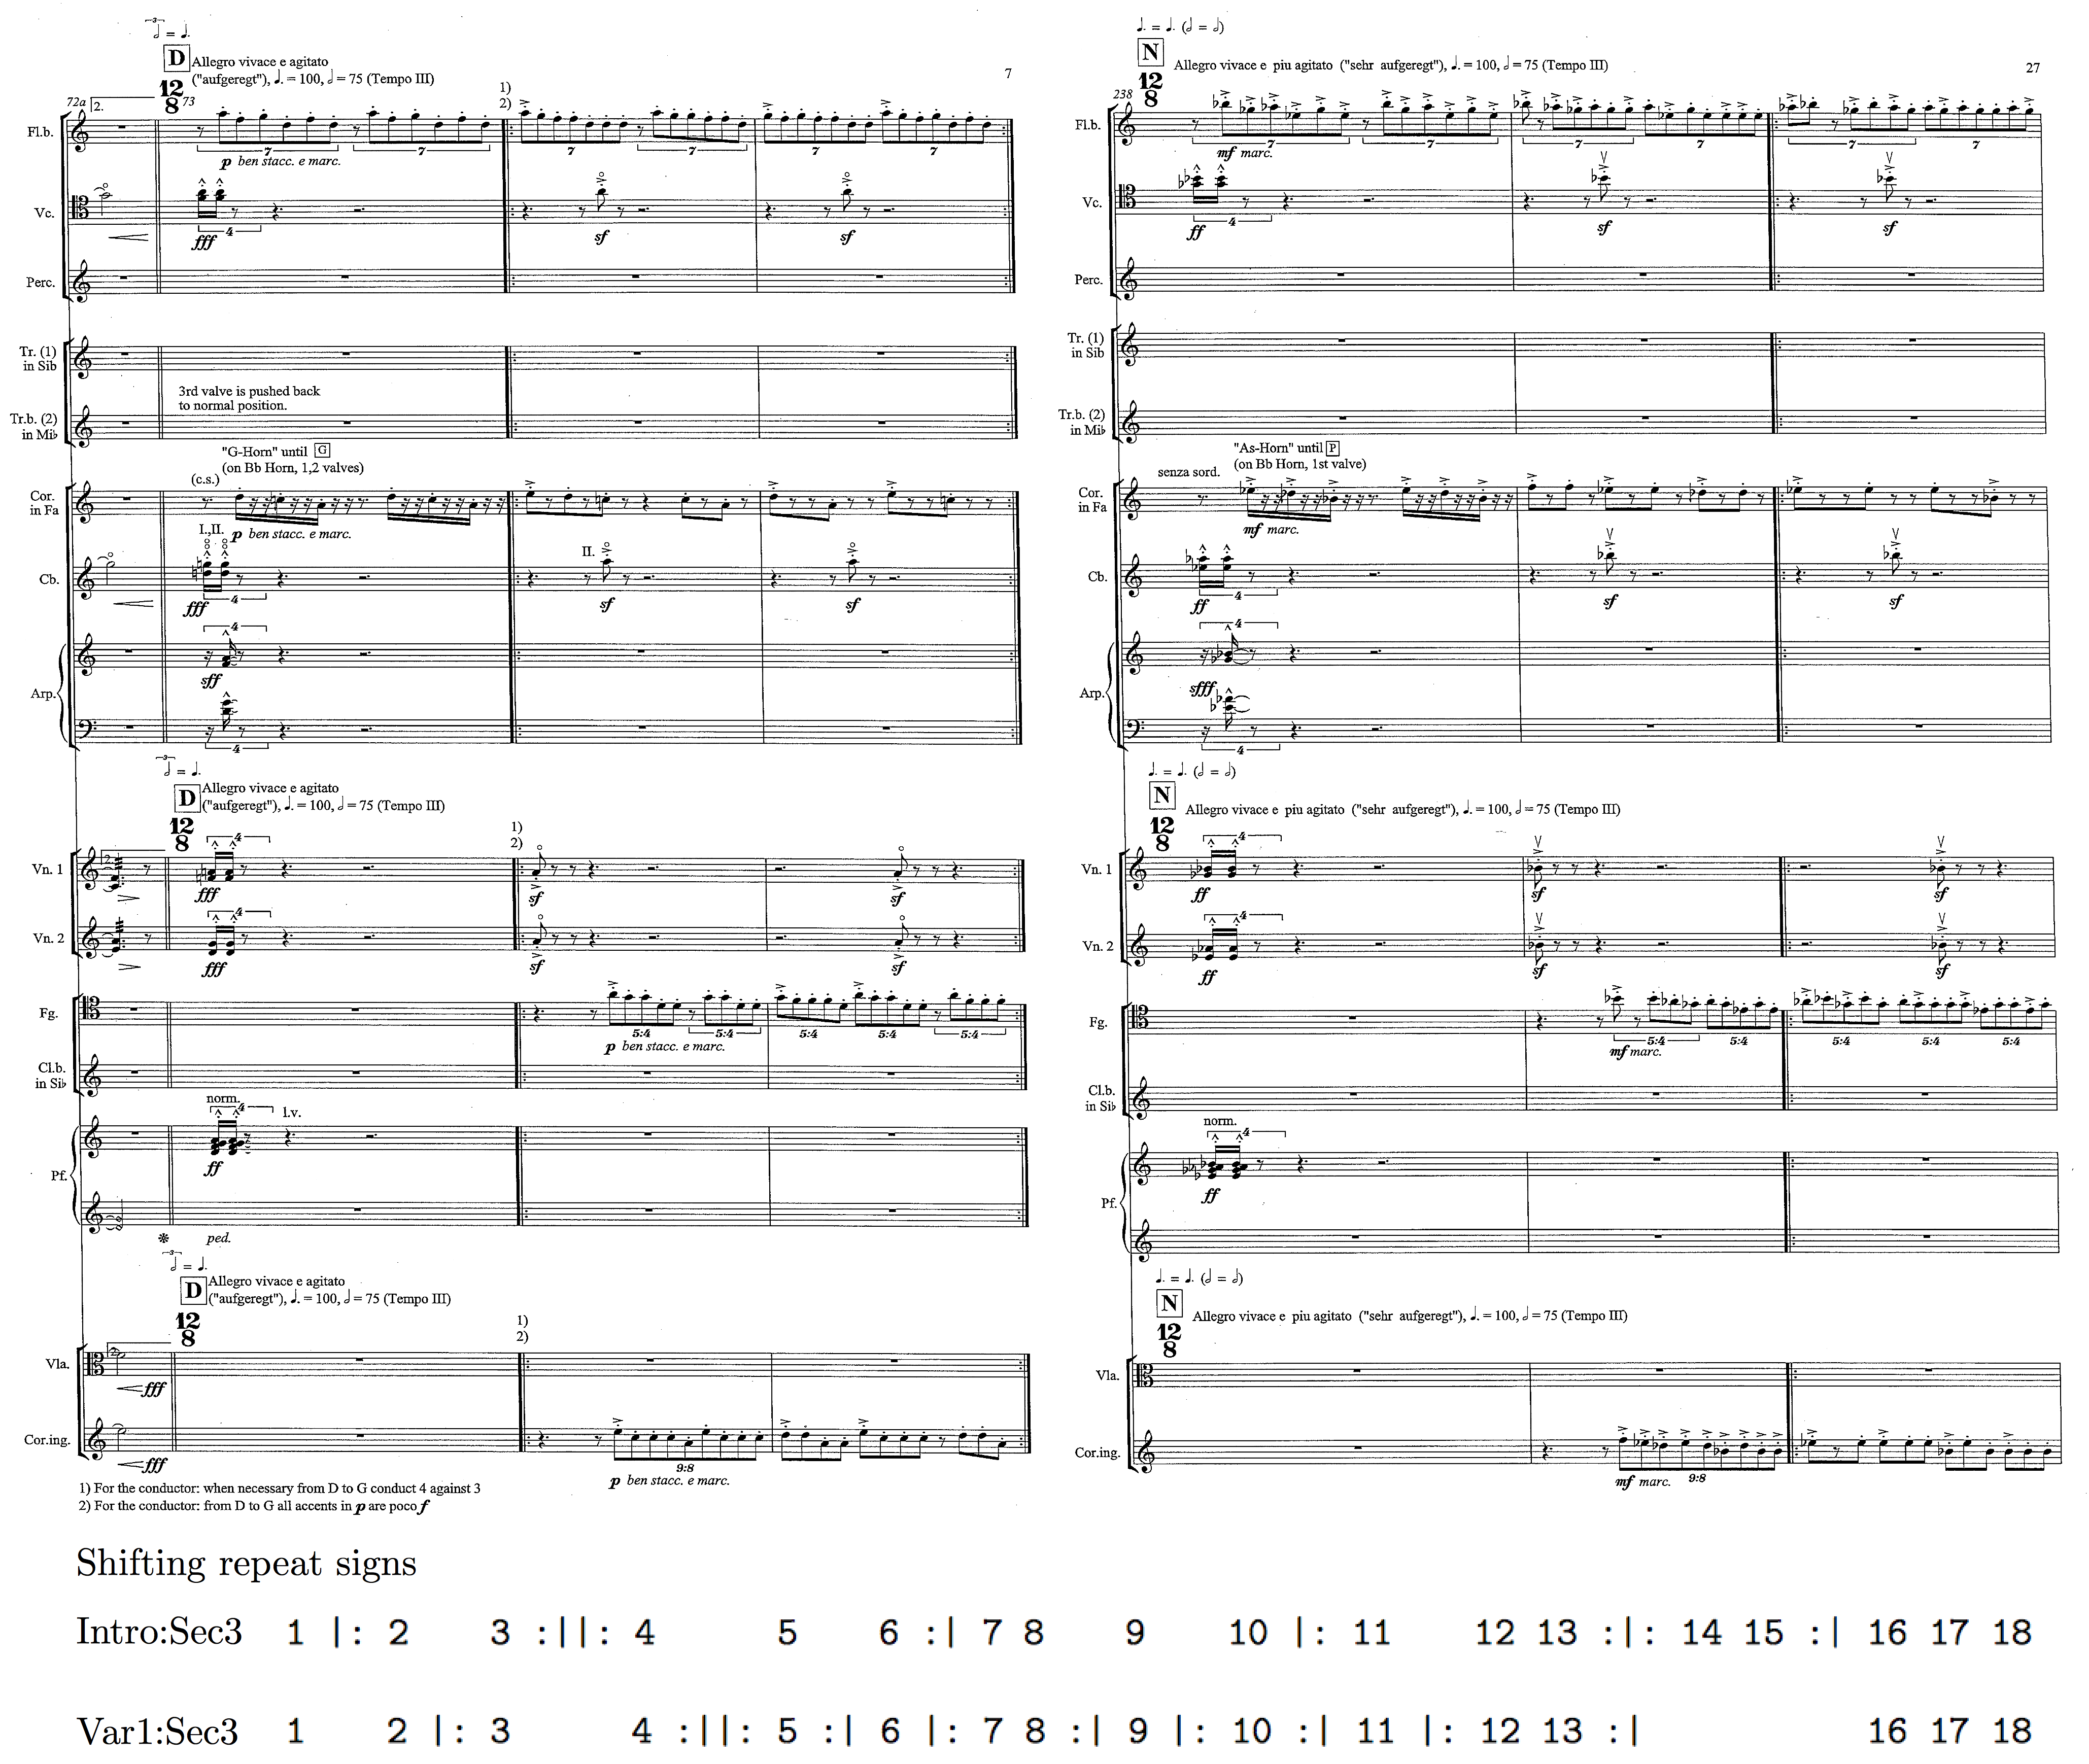 𝅗𝅥 = ♩.
D Allegro vivace e agitato
("aufgeregt"), ♩. = 100, 𝅗𝅥 = 75 (Tempo III)
7
12
8
72a 2. 73
1)
2)
Fl.b.
7 7 7 7 7 7
p ben stacc. e marc.
Vc.
4
fff sf sf
Perc.
Tr. (1)
in Sib
3rd valve is pushed back
to normal position.
Tr.b. (2)
in Mi♭
"G-Horn" until G
(on Bb Horn, 1,2 valves)
(c.s.)
Cor.
in Fa
p ben stacc. e marc.
I.,II.
II.
Cb.
4
fff sf sf
4
sff
Arp.
4
3
𝅗𝅥 = ♩.
D Allegro vivace e agitato
("aufgeregt"), ♩. = 100, 𝅗𝅥 = 75 (Tempo III)
12
8
1)
2)
4
Vn. 1
fff sf sf
4
Vn. 2
fff sf sf
Fg.
5:4 5:4 5:4 5:4 5:4
p ben stacc. e marc.
Cl.b.
in Si♭
norm.
4 l.v.
ff
Pf.
ped.
3
𝅗𝅥 = ♩.
D Allegro vivace e agitato
("aufgeregt"), ♩. = 100, 𝅗𝅥 = 75 (Tempo III)
12
8
1)
2)
Vla.
fff
Cor.ing.
fff
9:8
p ben stacc. e marc.
1) For the conductor: when necessary from D to G conduct 4 against 3
2) For the conductor: from D to G all accents in p are poco f
♩. = ♩. (𝅗𝅥 = 𝅗𝅥)
N Allegro vivace e piu agitato ("sehr aufgeregt"), ♩. = 100, 𝅗𝅥 = 75 (Tempo III)
27
12
8
238
Fl.b.
7 7 7 7 7 7
mf marc.
Vc.
4
ff sf sf
Perc.
Tr. (1)
in Sib
Tr.b. (2)
in Mi♭
"As-Horn" until P
(on Bb Horn, 1st valve)
senza sord.
Cor.
in Fa
mf marc.
Cb.
4
ff sf sf
4
sfff
Arp.
4
♩. = ♩. (𝅗𝅥 = 𝅗𝅥)
N Allegro vivace e piu agitato ("sehr aufgeregt"), ♩. = 100, 𝅗𝅥 = 75 (Tempo III)
12
8
4
Vn. 1
ff sf sf
4
Vn. 2
ff sf sf
Fg.
5:4 5:4 5:4 5:4 5:4
mf marc.
Cl.b.
in Si♭
norm.
4
ff
Pf.
♩. = ♩. (𝅗𝅥 = 𝅗𝅥)
N Allegro vivace e piu agitato ("sehr aufgeregt"), ♩. = 100, 𝅗𝅥 = 75 (Tempo III)
12
8
Vla.
Cor.ing.
mf marc. 9:8
Shifting repeat signs
Intro:Sec3 1 |: 2 3 :||: 4 5 6 :| 7 8 9 10 |: 11 12 13 :|: 14 15 :| 16 17 18
Var1:Sec3 1 2 |: 3 4 :||: 5 :| 6 |: 7 8 :| 9 |: 10 :| 11 |: 12 13 :| 16 17 18